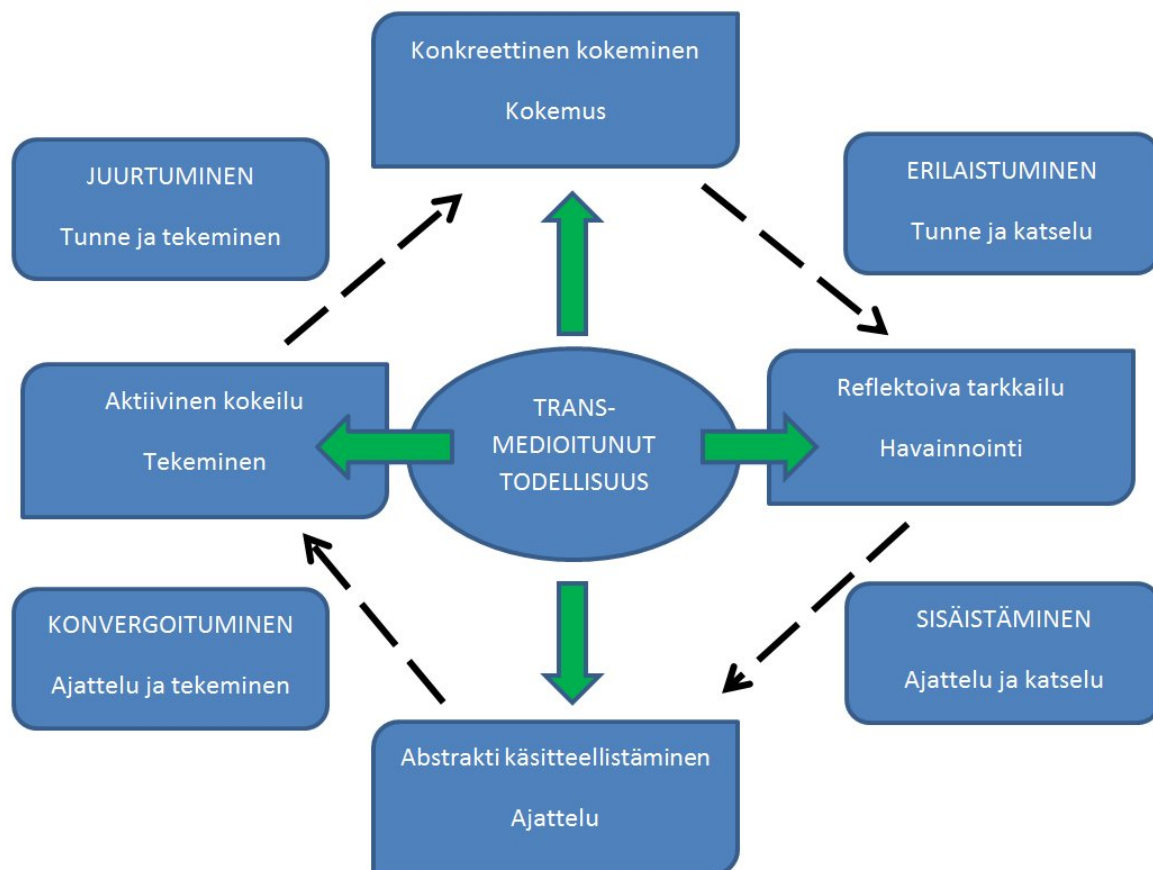 Konkreettinen kokeminen
Kokemus
JUURTUMINEN
Tunne ja tekeminen
ERILAISTUMINEN
Tunne ja katselu
Aktiivinen kokeilu
Tekeminen
TRANS-
MEDIOITUNUT
TODELLISUUS
Reflektoiva tarkkailu
Havainnointi
KONVERGOITUMINEN
Ajattelu ja tekeminen
SISÄISTÄMINEN
Ajattelu ja katselu
Abstrakti käsitteellistäminen
Ajattelu